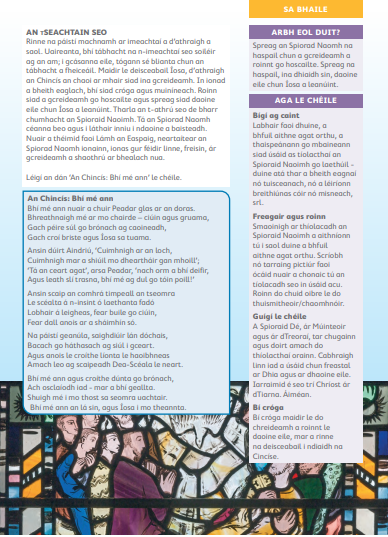 SA BHAILE
AN tSEACHTAIN SEO
Rinne na páistí machnamh ar imeachtaí a d'athraigh a
saol. Uaireanta, bhí tábhacht na n-imeachtaí seo soiléir
ag an am; i gcásanna eile, tógann sé blianta chun an
tábhacht a fheiceáil. Maidir le deisceabail Íosa, d'athraigh
an Chincís an chaoi ar mhair siad ina gcreidimh. In ionad
a bheith eaglach, bhí siad cróga agus muineach. Roinn
siad a gcreidimh go hoscailte agus spreag siad daoine
eile chun Íosa a leanúint. Tharla an t-athrú seo de bharr
chumhacht an Spioraid Naoimh. Tá an Spiorad Naomh
céanna beo agus i láthair inniu i ndaoine a baisteadh.
Nuair a théimid faoi Lámh an Easpaig, neartaítear an
Spiorad Naomh ionainn, ionas gur féidir linne, freisin, ár
gcreidimh a shaothrú ar bhealach nua.
Léigí an dán 'An Chincís: Bhí mé ann' le chéile.
An Chincís: Bhí mé ann
Bhí mé ann nuair a chuir Peadar glas ar an doras.
Bhreathnaigh mé ar mo chairde – ciúin agus gruama,
Gach péire súl go brónach ag caoineadh,
Gach croí briste agus Íosa sa tuama.
Ansin dúirt Aindriú, 'Cuimhnigh ar an loch,
Cuimhnigh mar a shiúil mo dheartháir gan mhoill';
'Tá an ceart agat', arsa Peadar, 'nach orm a bhí deifir,
Agus leath slí trasna, bhí mé ag dul go tóin poill!'
Ansin scaip an comhrá timpeall an tseomra
Le scéalta á n-insint ó laethanta fadó
Labhair á leigheas, fear buile go ciúin,
Fear dall anois ar a sháimhín só.
Na páistí geanúla, saighdiúir lán dóchais,
Bacach go háthasach ag siúl i gceart.
Agus anois le croíthe líonta le haoibhneas
Amach leo ag scaipeadh Dea-Scéala le neart.
Bhí mé ann agus croíthe dúnta go brónach,
Ach osclaíodh iad - mar a bhí geallta.
Shuigh mé i mo thost sa seomra uachtair.
Bhí mé ann an lá sin, agus Íosa i mo theannta.
ARBH EOL DUIT?
Spreag an Spiorad Naomh na
haspail chun a gcreideamh a
roinnt go hoscailte. Spreag na
haspail, ina dhiaidh sin, daoine
eile chun Íosa a leanúint.
AGA LE CHÉILE
Bígí ag caint
Labhair faoi dhuine, a
bhfuil aithne agat orthu, a
thaispeánann go mbaineann
siad úsáid as tíolacthaí an
Spioraid Naoimh go laethúil –
duine atá thar a bheith eagnaí
nó tuisceanach, nó a léiríonn
breithiúnas cóir nó misneach,
srl.
Freagair agus roinn
Smaoinigh ar thíolacadh an
Spioraid Naoimh a aithníonn
tú i saol duine a bhfuil
aithne agat orthu. Scríobh
nó tarraing pictiúr faoi
ócáid nuair a chonaic tú an
tíolacadh seo in úsáid acu.
Roinn do chuid oibre le do
thuismitheoir/chaomhnóir.
Guígí le chéile
A Spioraid Dé, ár Múinteoir
agus ár dTreoraí, tar chugainn
agus doirt amach do
thíolacthaí orainn. Cabhraigh
linn iad a úsáid chun freastal
ar Dhia agus ar dhaoine eile.
Iarraimid é seo trí Chríost ár
dTiarna. Áiméan.
Bí cróga
Bí cróga maidir le do
chreideamh a roinnt le
daoine eile, mar a rinne
na deisceabail i ndiaidh na
Cincíse.